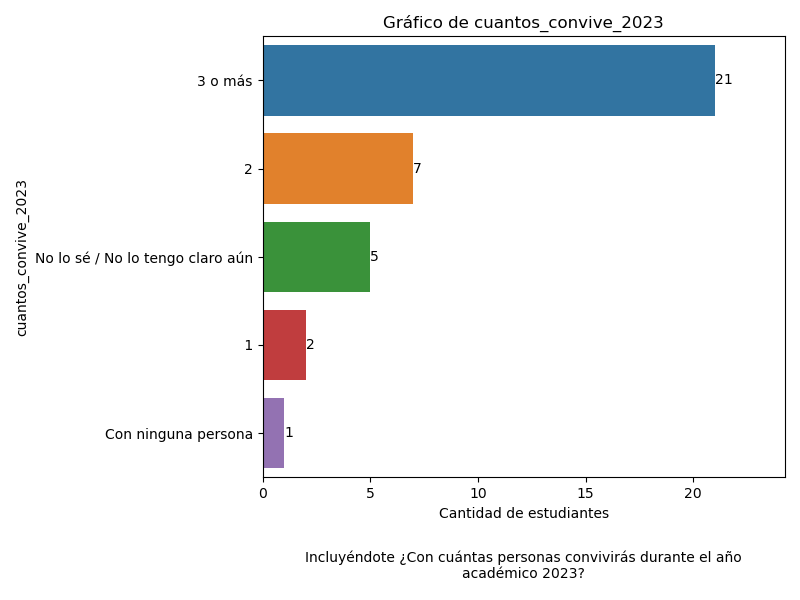 Gráfico de cuantos_convive_2023
cuantos_convive_2023
3 o más
21
2
7
No lo sé / No lo tengo claro aún
5
1
2
Con ninguna persona
1
0
5
10
15
20
Cantidad de estudiantes
Incluyéndote ¿Con cuántas personas convivirás durante el año
académico 2023?